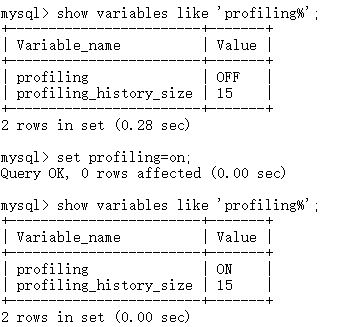 mysql> show variables like 'profiling%';
+------------------------+-------+
| Variable_name          | Value |
+------------------------+-------+
| profiling              | OFF   |
| profiling_history_size | 15    |
+------------------------+-------+
2 rows in set (0.28 sec)
mysql> set profiling=on;
Query OK, 0 rows affected (0.00 sec)
mysql> show variables like 'profiling%';
+------------------------+-------+
| Variable_name          | Value |
+------------------------+-------+
| profiling              | ON    |
| profiling_history_size | 15    |
+------------------------+-------+
2 rows in set (0.00 sec)